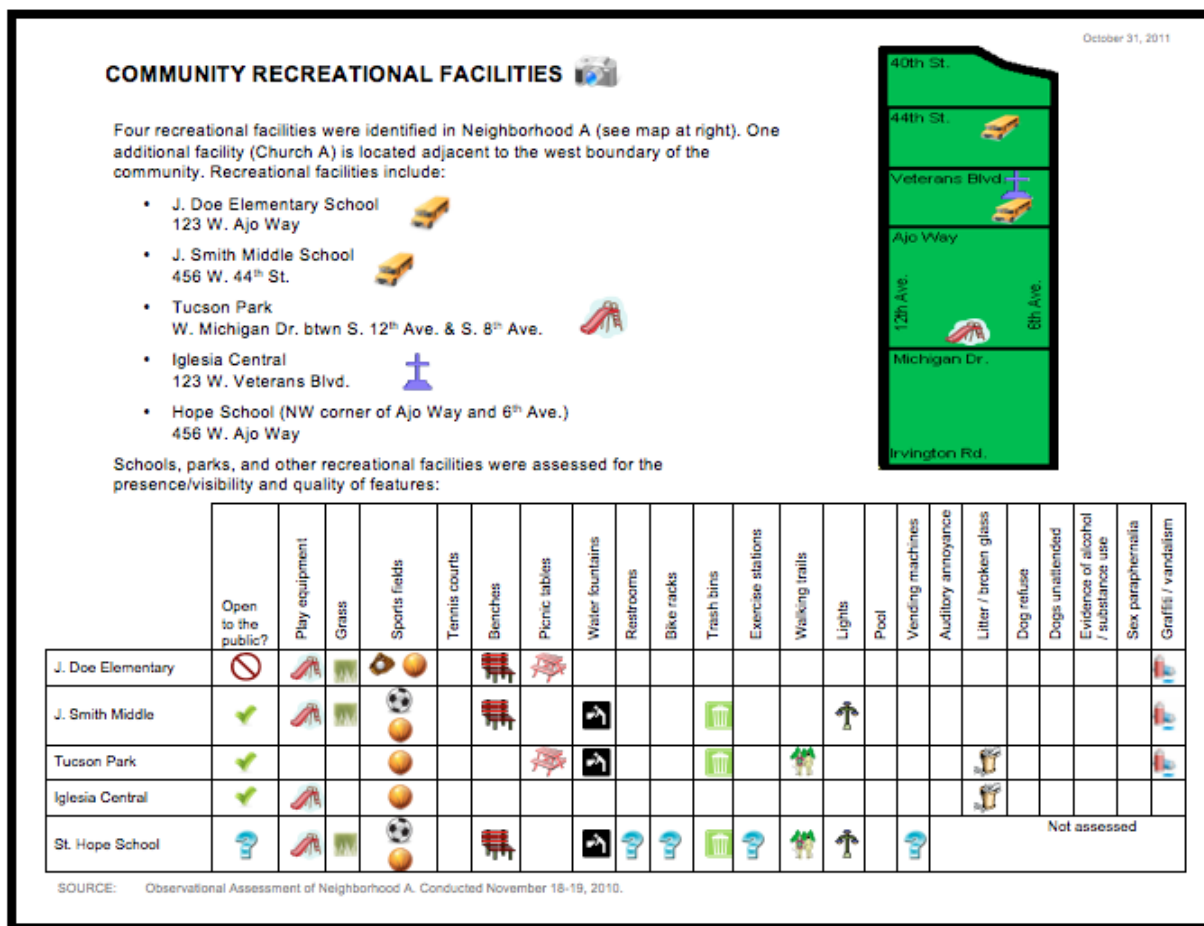 October 31, 2011
COMMUNITY RECREATIONAL FACILITIES
Four recreational facilities were identified in Neighborhood A (see map at right). One
additional facility (Church A) is located adjacent to the west boundary of the
community. Recreational facilities include:
• J. Doe Elementary School
123 W. Ajo Way
• J. Smith Middle School
456 W. 44th St.
• Tucson Park
W. Michigan Dr. btwn S. 12th Ave. & S. 8th Ave.
• Iglesia Central
123 W. Veterans Blvd.
• Hope School (NW corner of Ajo Way and 6th Ave.)
456 W. Ajo Way
40th St.
44th St.
Veterans Blvd.
Ajo Way
12th Ave.
6th Ave.
Michigan Dr.
Irvington Rd.
Schools, parks, and other recreational facilities were assessed for the
presence/visibility and quality of features:
Open
to the
public?
Play equipment
Grass
Sports fields
Tennis courts
Benches
Picnic tables
Water fountains
Restrooms
Bike racks
Trash bins
Exercise stations
Walking trails
Lights
Pool
Vending machines
Auditory annoyance
Litter / broken glass
Dog refuse
Dogs unattended
Evidence of alcohol
/ substance use
Sex paraphernalia
Graffiti / vandalism
J. Doe Elementary
J. Smith Middle
Tucson Park
Iglesia Central
St. Hope School
Not assessed
SOURCE: Observational Assessment of Neighborhood A. Conducted November 18-19, 2010.